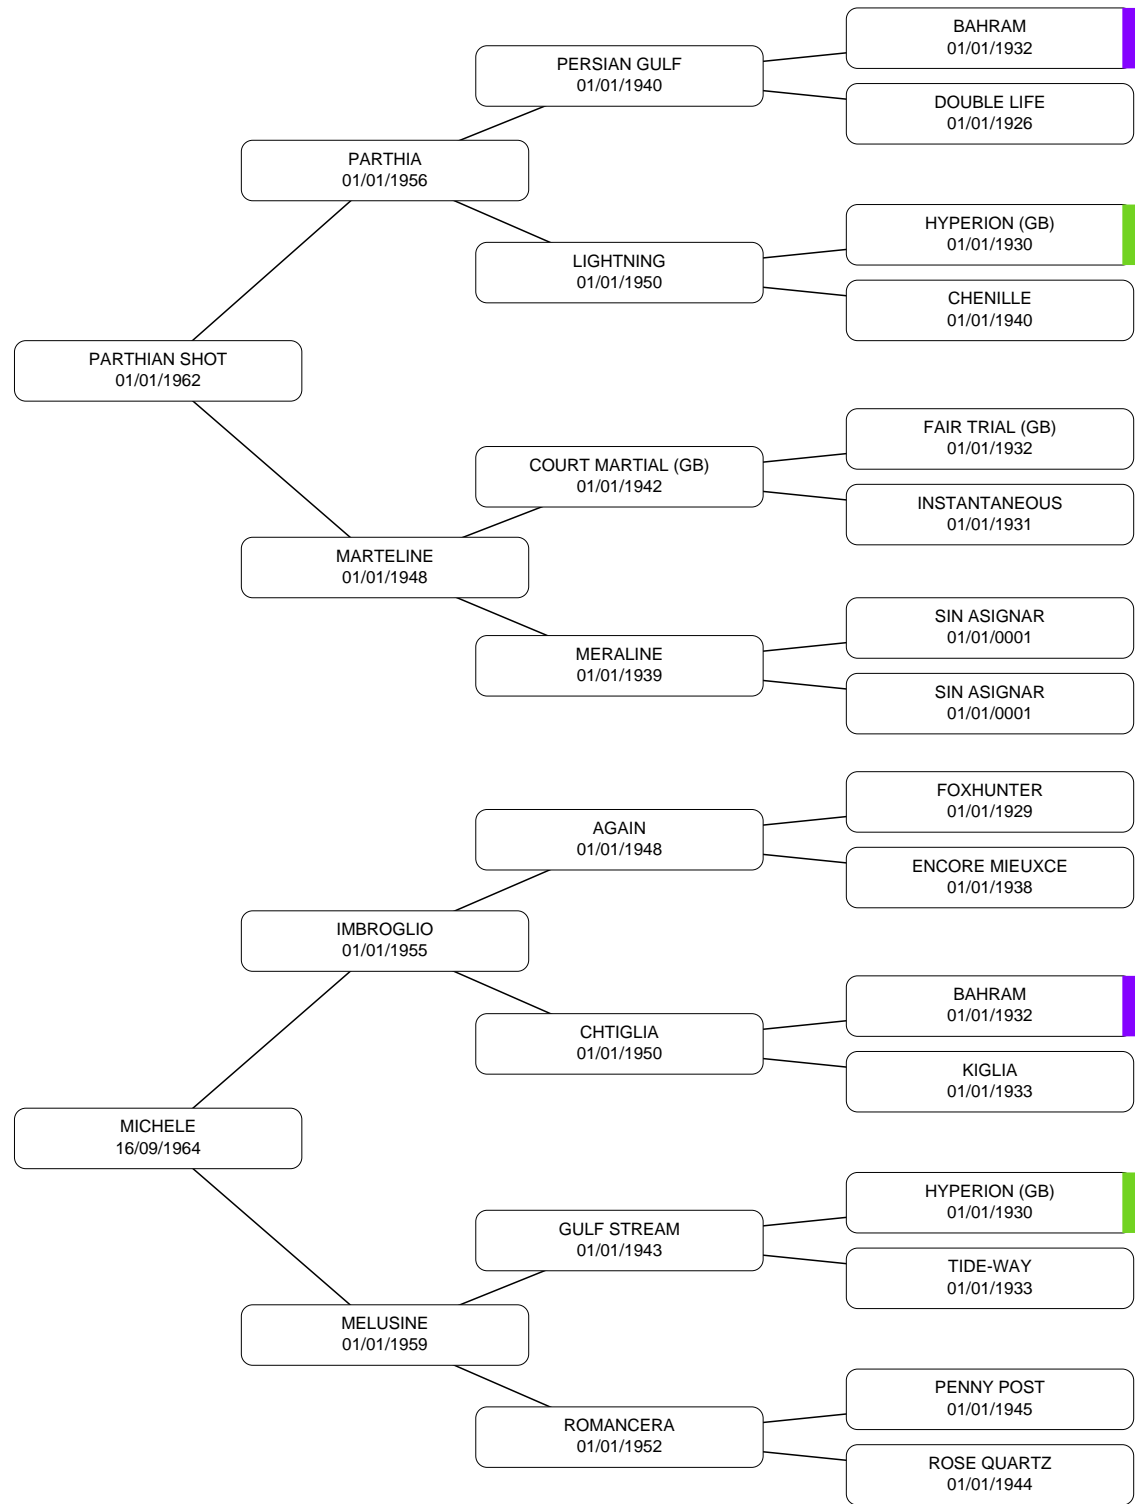 BAHRAM
01/01/1932
PERSIAN GULF
01/01/1940
DOUBLE LIFE
01/01/1926
PARTHIA
01/01/1956
HYPERION (GB)
01/01/1930
LIGHTNING
01/01/1950
CHENILLE
01/01/1940
PARTHIAN SHOT
01/01/1962
FAIR TRIAL (GB)
01/01/1932
COURT MARTIAL (GB)
01/01/1942
INSTANTANEOUS
01/01/1931
MARTELINE
01/01/1948
SIN ASIGNAR
01/01/0001
MERALINE
01/01/1939
SIN ASIGNAR
01/01/0001
FOXHUNTER
01/01/1929
AGAIN
01/01/1948
ENCORE MIEUXCE
01/01/1938
IMBROGLIO
01/01/1955
BAHRAM
01/01/1932
CHTIGLIA
01/01/1950
KIGLIA
01/01/1933
MICHELE
16/09/1964
HYPERION (GB)
01/01/1930
GULF STREAM
01/01/1943
TIDE-WAY
01/01/1933
MELUSINE
01/01/1959
PENNY POST
01/01/1945
ROMANCERA
01/01/1952
ROSE QUARTZ
01/01/1944